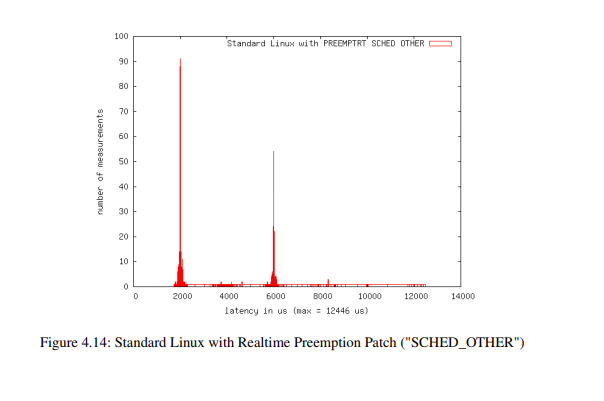 100
Standard Linux with PREEMPTRT SCHED OTHER
90
80
70
60
50
40
30
20
10
0
number of measurements
0 2000 4000 6000 8000 10000 12000 14000
latency in us (max = 12446 us)
Figure 4.14: Standard Linux with Realtime Preemption Patch ("SCHED_OTHER")